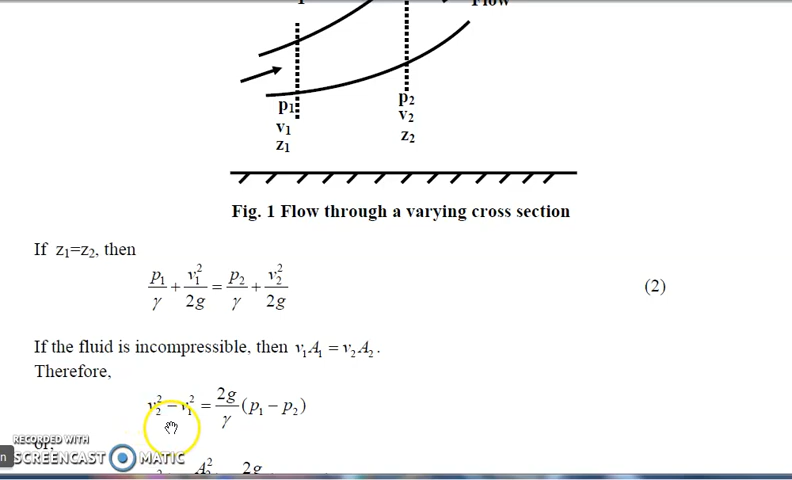 Flow
p₁
v₁
z₁
p₂
v₂
z₂
Fig. 1 Flow through a varying cross section
If z₁=z₂, then
p₁/γ + v₁²/2g = p₂/γ + v₂²/2g (2)
If the fluid is incompressible, then v₁A₁ = v₂A₂.
Therefore,
v₂² − v₁² = 2g/γ (p₁ − p₂)
or,
RECORDED WITH
SCREENCAST MATIC